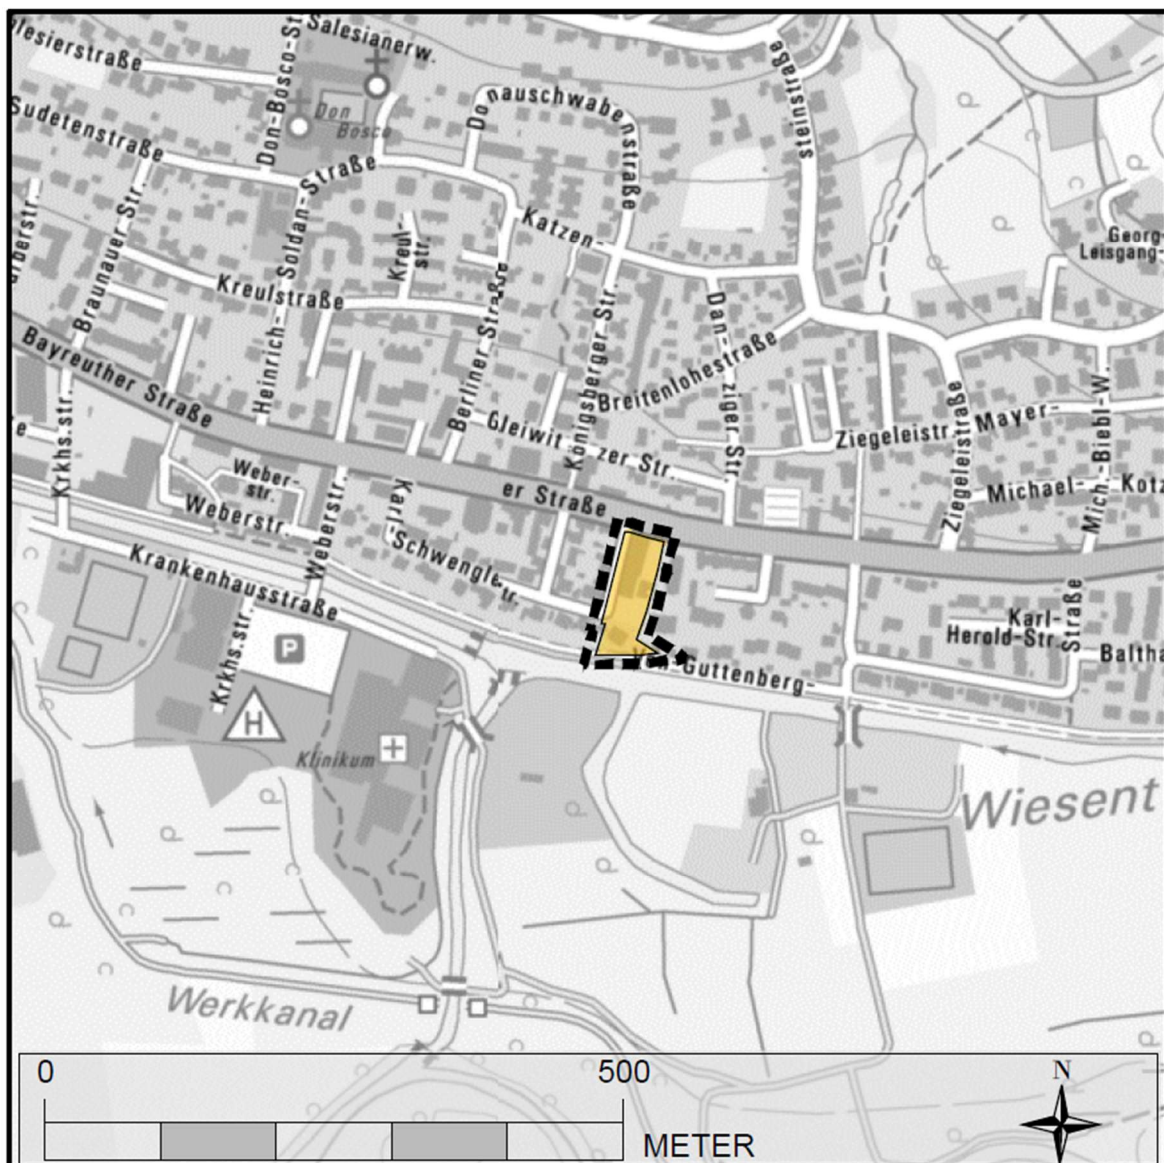 Salesianerw.
Don-Bosco-St
Sudetenstraße
Don
Bosco
Donauschwabenstraße
steinstraße
Heinrich-Soldan-Straße
Katzen-
Braunauer Str.
Kreul-
str.
Kreulstraße
Georg-
Leisgang-
Berliner Straße
Königsberger Str.
Dan-
ziger Str.
Breitenlohestraße
Bayreuther Straße
Gleiwit
zer Str.
Ziegeleistr.
Mayer-
Ziegeleistraße
Mich.-Biebl-W.
Michael-
Kotz
Krkhs.str.
e
Weber-
str.
Weberstr.
Weberstr.
er Straße
Karl-
Schwengle
tr.
Krankenhausstraße
Krkhs.str.
P
H
Klinikum
Guttenberg-
Karl-
Herold-Str.
Straße
Baltha
Wiesent
Werkkanal
0
500
METER
N